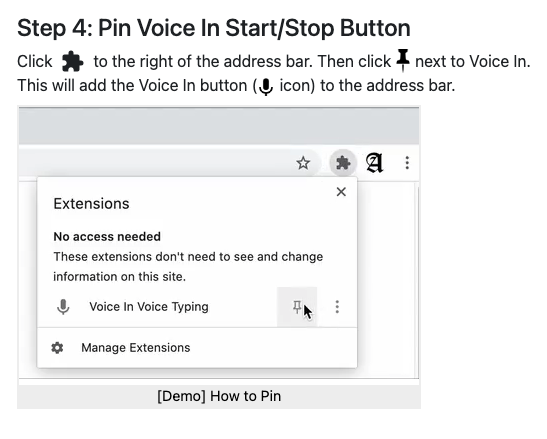 Step 4: Pin Voice In Start/Stop Button
Click to the right of the address bar. Then click next to Voice In.
This will add the Voice In button ( icon) to the address bar.
A
Extensions
No access needed
These extensions don't need to see and change
information on this site.
Voice In Voice Typing
Manage Extensions
[Demo] How to Pin